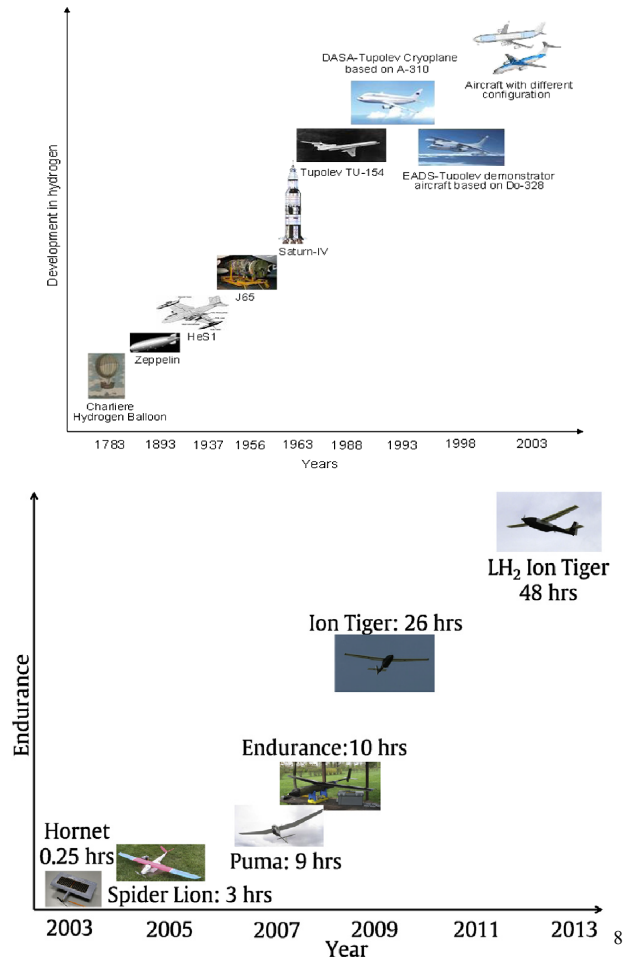 Development in hydrogen
DASA-Tupolev Cryoplane
based on A-310
Aircraft with different
configuration
Tupolev TU-154
EADS-Tupolev demonstrator
aircraft based on Do-328
Saturn-IV
J65
HeS1
Zeppelin
Charliere
Hydrogen Balloon
1783 1893 1937 1956 1963 1988 1993 1998 2003
Years
Endurance
LH₂ Ion Tiger
48 hrs
Ion Tiger: 26 hrs
Endurance:10 hrs
Hornet
0.25 hrs
Puma: 9 hrs
Spider Lion: 3 hrs
2003 2005 2007 2009 2011 2013
Year
8